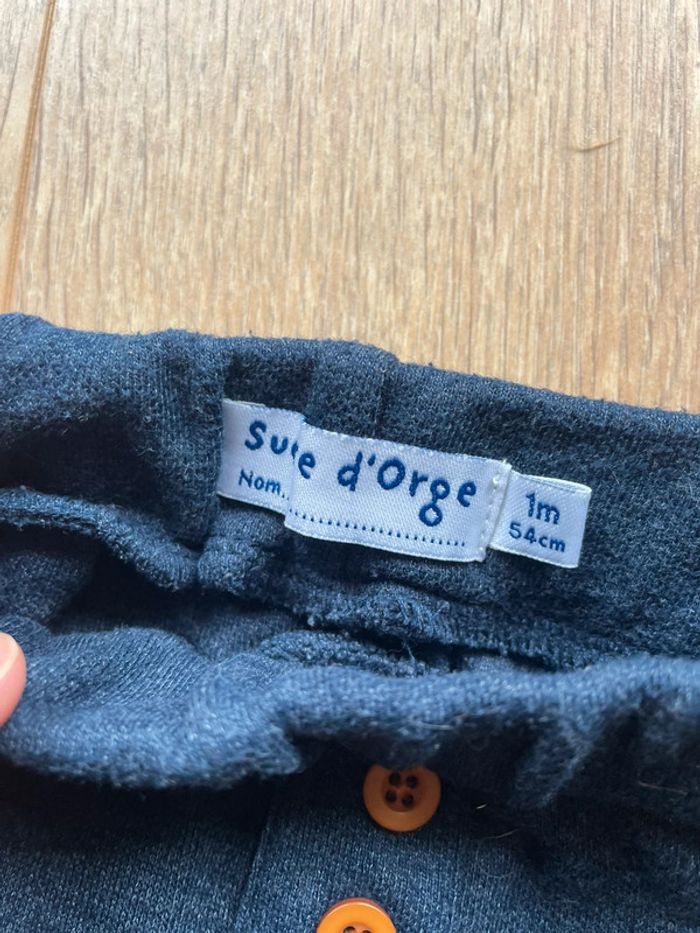 Su e d'Orge
Nom....................
1m
54cm